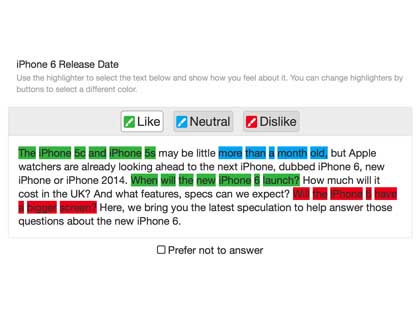 iPhone 6 Release Date
Use the highlighter to select the text below and show how you feel about it. You can change highlighters by
buttons to select a different color.
Like Neutral Dislike
The iPhone 5c and iPhone 5s may be little more than a month old, but Apple
watchers are already looking ahead to the next iPhone, dubbed iPhone 6, new
iPhone or iPhone 2014. When will the new iPhone 6 launch? How much will it
cost in the UK? And what features, specs can we expect? Will the iPhone 6 have
a bigger screen? Here, we bring you the latest speculation to help answer those
questions about the new iPhone 6.
Prefer not to answer